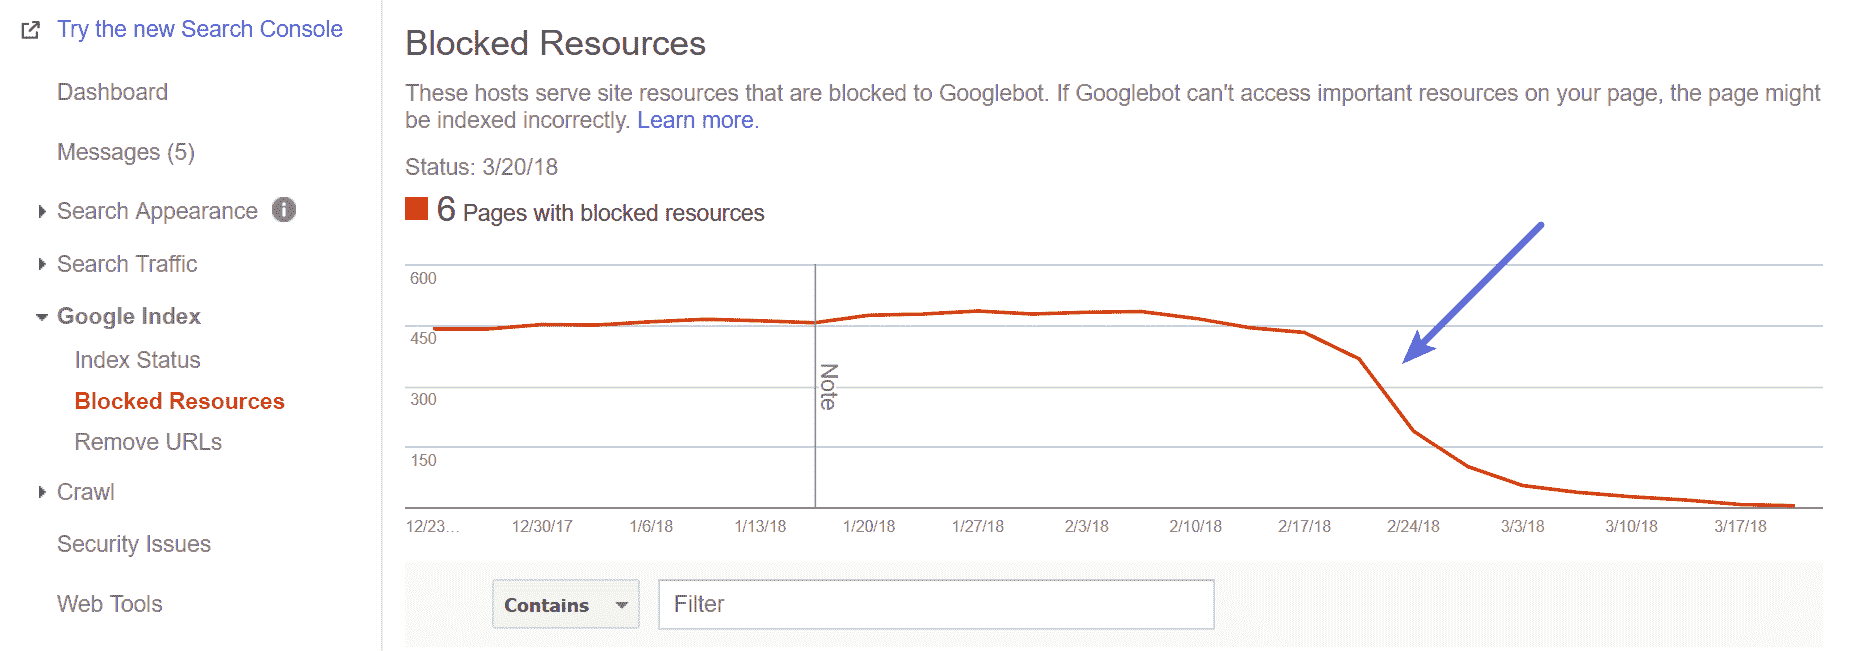 Try the new Search Console
Dashboard
Messages (5)
Search Appearance
Search Traffic
Google Index
Index Status
Blocked Resources
Remove URLs
Crawl
Security Issues
Web Tools
Blocked Resources
These hosts serve site resources that are blocked to Googlebot. If Googlebot can't access important resources on your page, the page might
be indexed incorrectly. Learn more.
Status: 3/20/18
6 Pages with blocked resources
600
450
300
150
Note
12/23... 12/30/17 1/6/18 1/13/18 1/20/18 1/27/18 2/3/18 2/10/18 2/17/18 2/24/18 3/3/18 3/10/18 3/17/18
Contains Filter